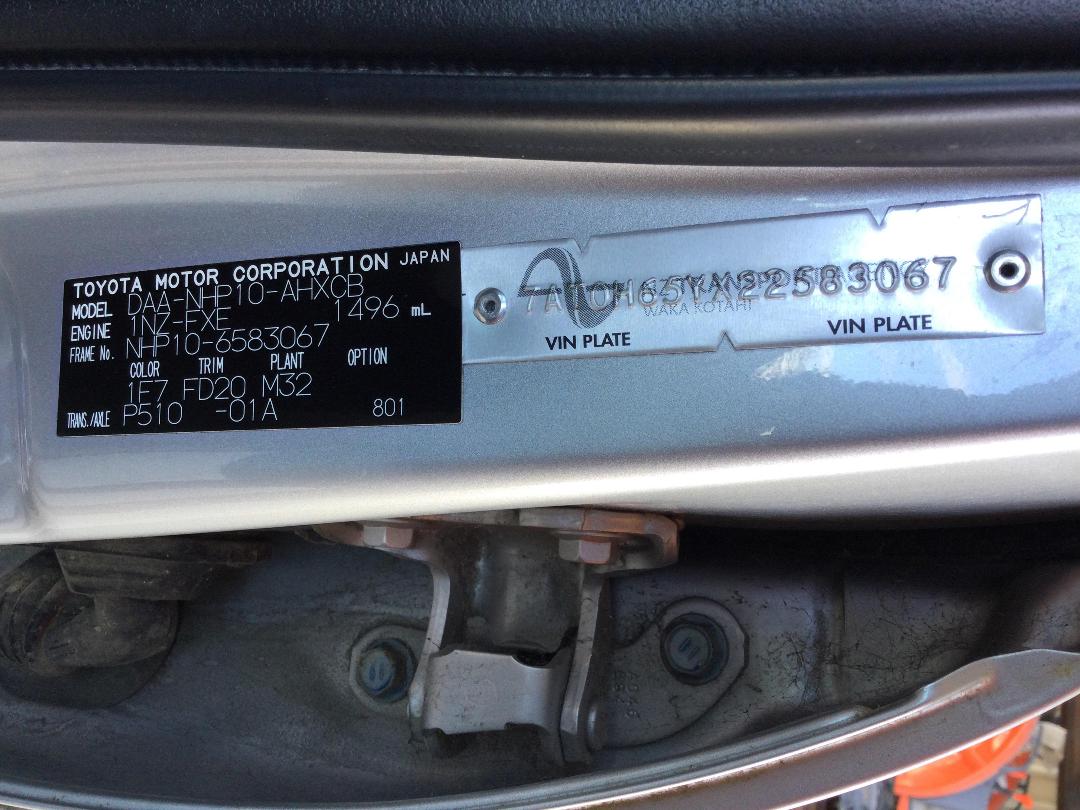 TOYOTA MOTOR CORPORATION JAPAN
MODEL DAA-NHP10-AHXCB
ENGINE 1NZ-FXE 1496 mL
FRAME No. NHP10-6583067
COLOR TRIM PLANT OPTION
1E7 FD20 M32
TRANS./AXLE P510 -01A 801
7AT0H65YX22583067
WAKA KOTAHI
VIN PLATE VIN PLATE